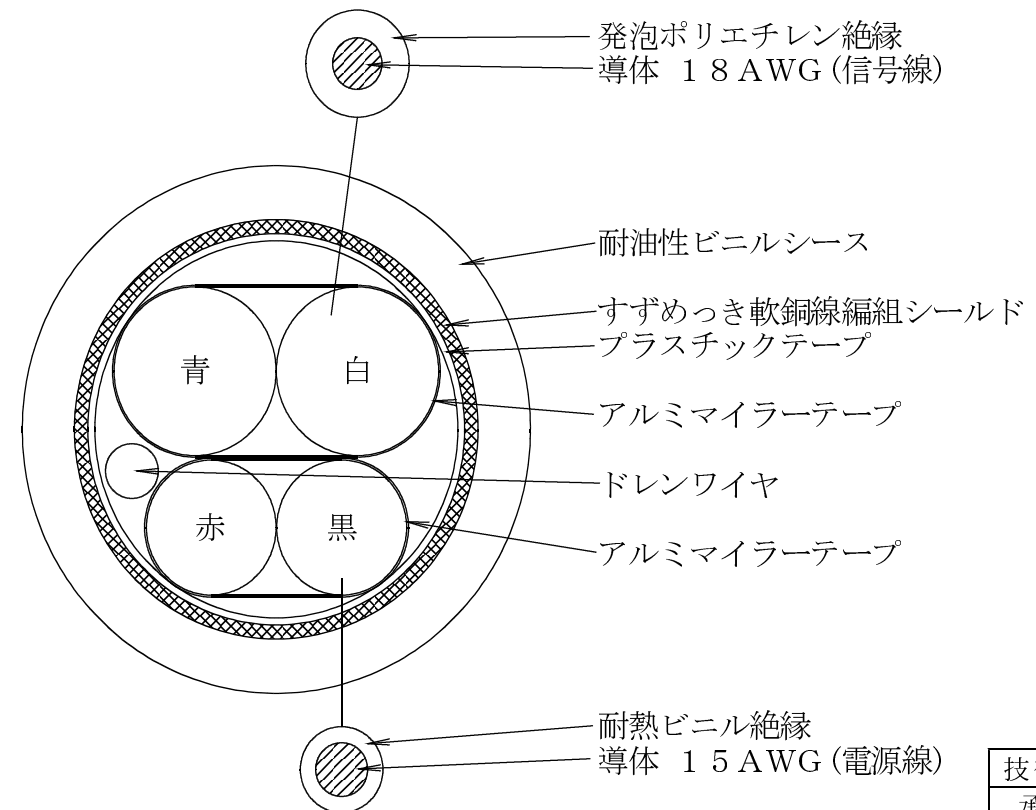 発泡ポリエチレン絶縁
導体 18AWG(信号線)
耐油性ビニルシース
すずめっき軟銅線編組シールド
プラスチックテープ
青 白
アルミマイラーテープ
ドレンワイヤ
赤 黒
アルミマイラーテープ
耐熱ビニル絶縁
導体 15AWG(電源線)
技